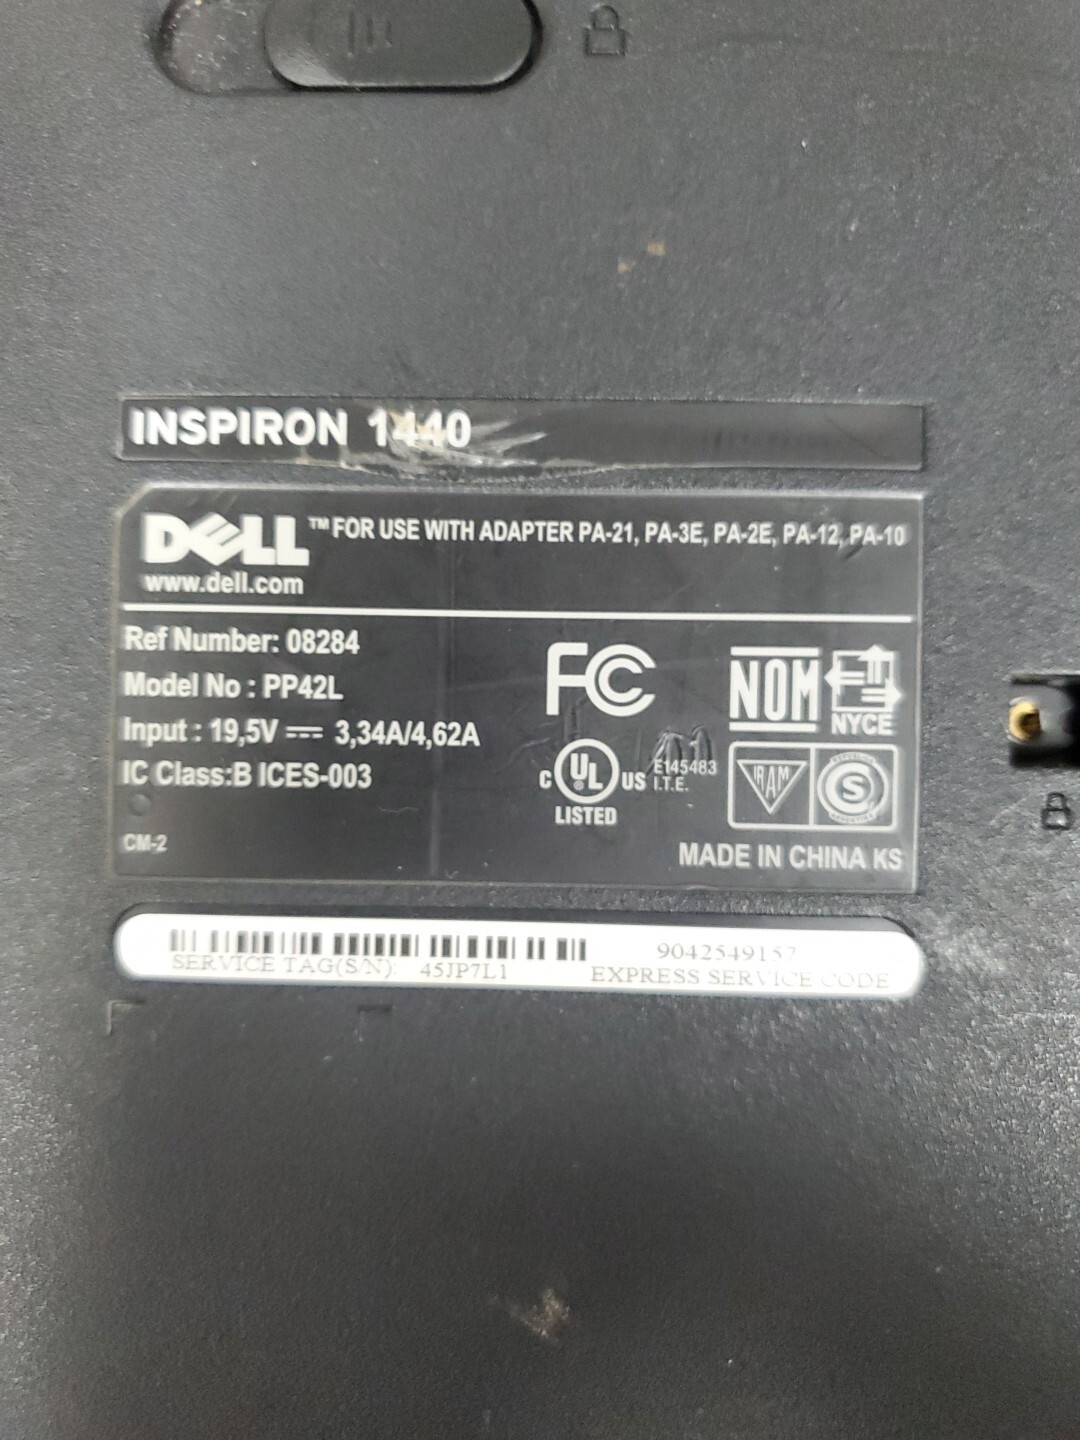 INSPIRON 1440
DELL ™ FOR USE WITH ADAPTER PA-21, PA-3E, PA-2E, PA-12, PA-10
www.dell.com
Ref Number: 08284
Model No : PP42L
Input : 19,5V ⎓ 3,34A/4,62A
IC Class:B ICES-003
CM-2
FC
NOM
NYCE
C UL ® US
LISTED
E145483
I.T.E.
IRAM
S
MADE IN CHINA KS
9042549157
SERVICE TAG(S/N): 45JP7L1
EXPRESS SERVICE CODE